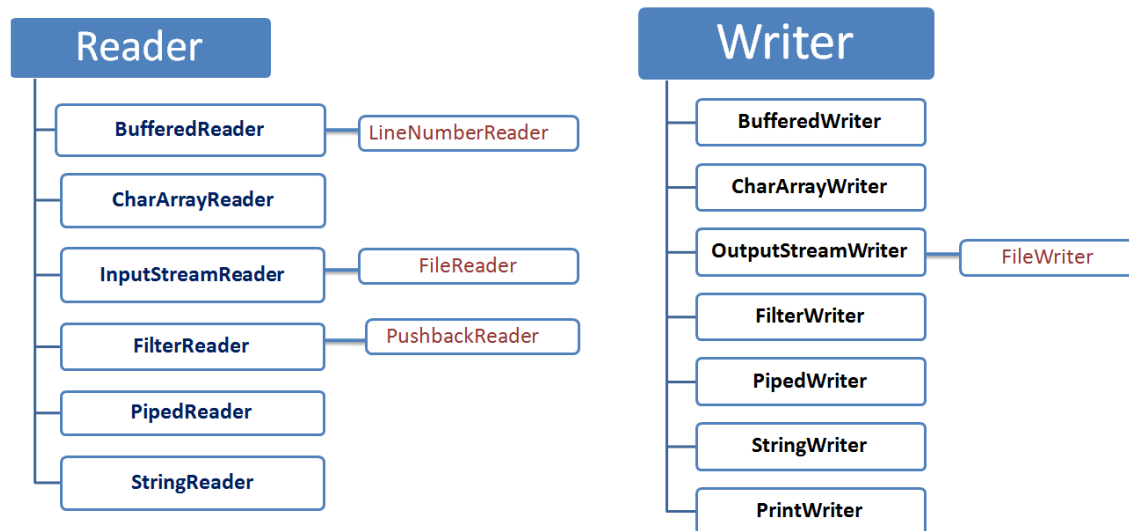 Reader
BufferedReader
LineNumberReader
CharArrayReader
InputStreamReader
FileReader
FilterReader
PushbackReader
PipedReader
StringReader
Writer
BufferedWriter
CharArrayWriter
OutputStreamWriter
FileWriter
FilterWriter
PipedWriter
StringWriter
PrintWriter